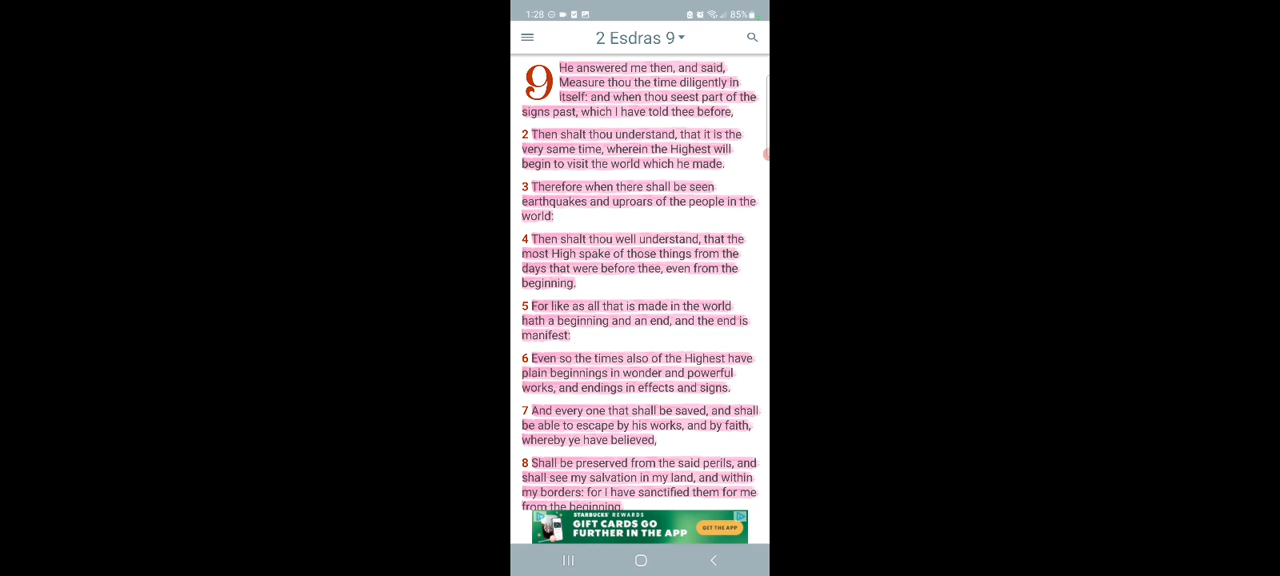 1:28
85%
2 Esdras 9
9 He answered me then, and said,
Measure thou the time diligently in
itself: and when thou seest part of the
signs past, which I have told thee before,
2 Then shalt thou understand, that it is the
very same time, wherein the Highest will
begin to visit the world which he made.
3 Therefore when there shall be seen
earthquakes and uproars of the people in the
world:
4 Then shalt thou well understand, that the
most High spake of those things from the
days that were before thee, even from the
beginning.
5 For like as all that is made in the world
hath a beginning and an end, and the end is
manifest:
6 Even so the times also of the Highest have
plain beginnings in wonder and powerful
works, and endings in effects and signs.
7 And every one that shall be saved, and shall
be able to escape by his works, and by faith,
whereby ye have believed,
8 Shall be preserved from the said perils, and
shall see my salvation in my land, and within
my borders: for I have sanctified them for me
from the beginning.
STARBUCKS® REWARDS
GIFT CARDS GO
FURTHER IN THE APP
GET THE APP